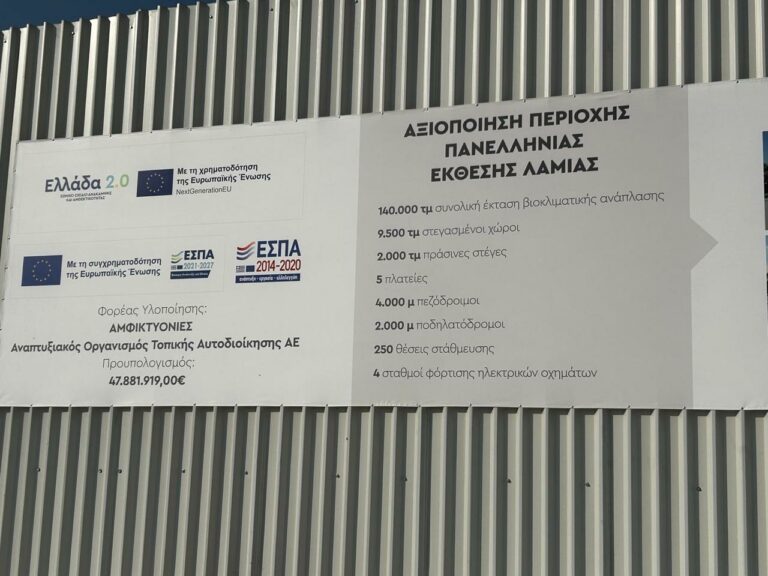 Ελλάδα 2.0
Με τη χρηματοδότηση
της Ευρωπαϊκής Ένωσης
NextGenerationEU
Με τη συγχρηματοδότηση
της Ευρωπαϊκής Ένωσης
ΕΣΠΑ
2021-2027
ΕΣΠΑ
2014-2020
ανάπτυξη - εργασία - αλληλεγγύη
Φορέας Υλοποίησης:
ΑΜΦΙΚΤΥΟΝΙΕΣ
Αναπτυξιακός Οργανισμός Τοπικής Αυτοδιοίκησης ΑΕ
Προυπολογισμός:
47.881.919,00€
ΑΞΙΟΠΟΙΗΣΗ ΠΕΡΙΟΧΗΣ
ΠΑΝΕΛΛΗΝΙΑΣ
ΕΚΘΕΣΗΣ ΛΑΜΙΑΣ
140.000 τμ συνολική έκταση βιοκλιματικής ανάπλασης
9.500 τμ στεγασμένοι χώροι
2.000 τμ πράσινες στέγες
5 πλατείες
4.000 μ πεζόδρομοι
2.000 μ ποδηλατόδρομοι
250 θέσεις στάθμευσης
4 σταθμοί φόρτισης ηλεκτρικών οχημάτων